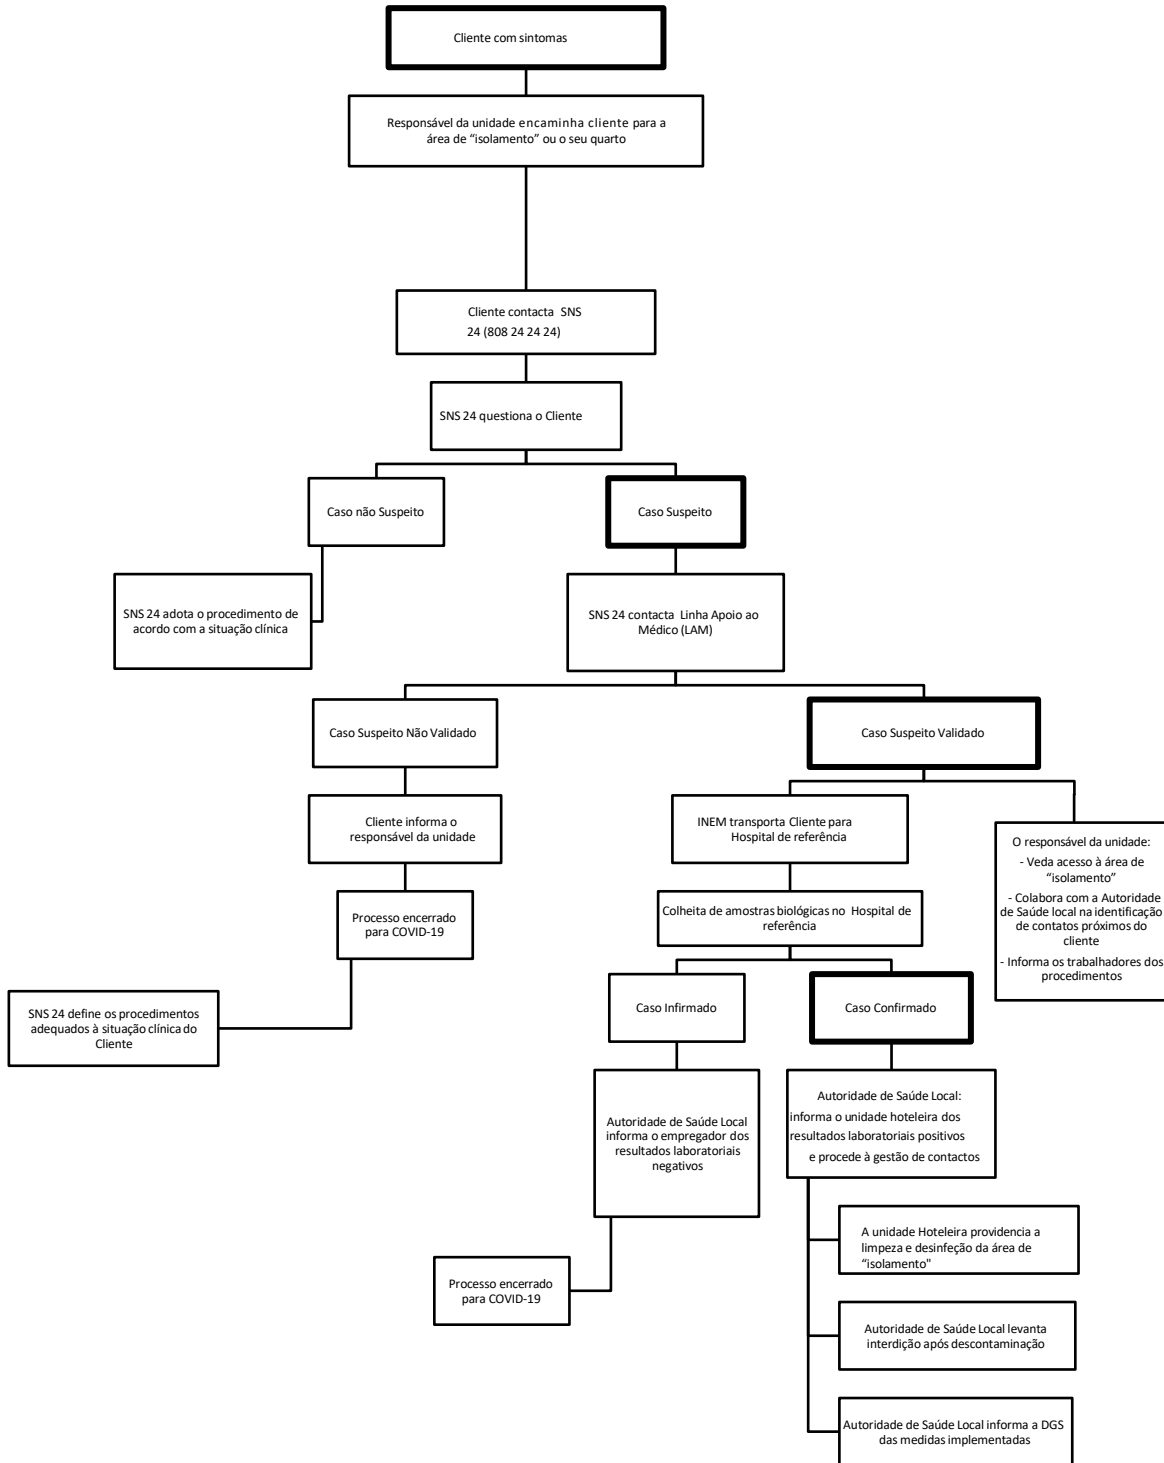 Cliente com sintomas
Responsável da unidade encaminha cliente para a
área de “isolamento” ou o seu quarto
Cliente contacta SNS
24 (808 24 24 24)
SNS 24 questiona o Cliente
Caso não Suspeito
Caso Suspeito
SNS 24 adota o procedimento de
acordo com a situação clínica
SNS 24 contacta Linha Apoio ao
Médico (LAM)
Caso Suspeito Não Validado
Caso Suspeito Validado
Cliente informa o
responsável da unidade
INEM transporta Cliente para
Hospital de referência
O responsável da unidade:
- Veda acesso à área de
“isolamento”
- Colabora com a Autoridade
de Saúde local na identificação
de contatos próximos do
cliente
- Informa os trabalhadores dos
procedimentos
Processo encerrado
para COVID-19
Colheita de amostras biológicas no Hospital de
referência
SNS 24 define os procedimentos
adequados à situação clínica do
Cliente
Caso Infirmado
Caso Confirmado
Autoridade de Saúde Local
informa o empregador dos
resultados laboratoriais
negativos
Autoridade de Saúde Local:
informa o unidade hoteleira dos
resultados laboratoriais positivos
e procede à gestão de contactos
Processo encerrado
para COVID-19
A unidade Hoteleira providencia a
limpeza e desinfeção da área de
“isolamento"
Autoridade de Saúde Local levanta
interdição após descontaminação
Autoridade de Saúde Local informa a DGS
das medidas implementadas